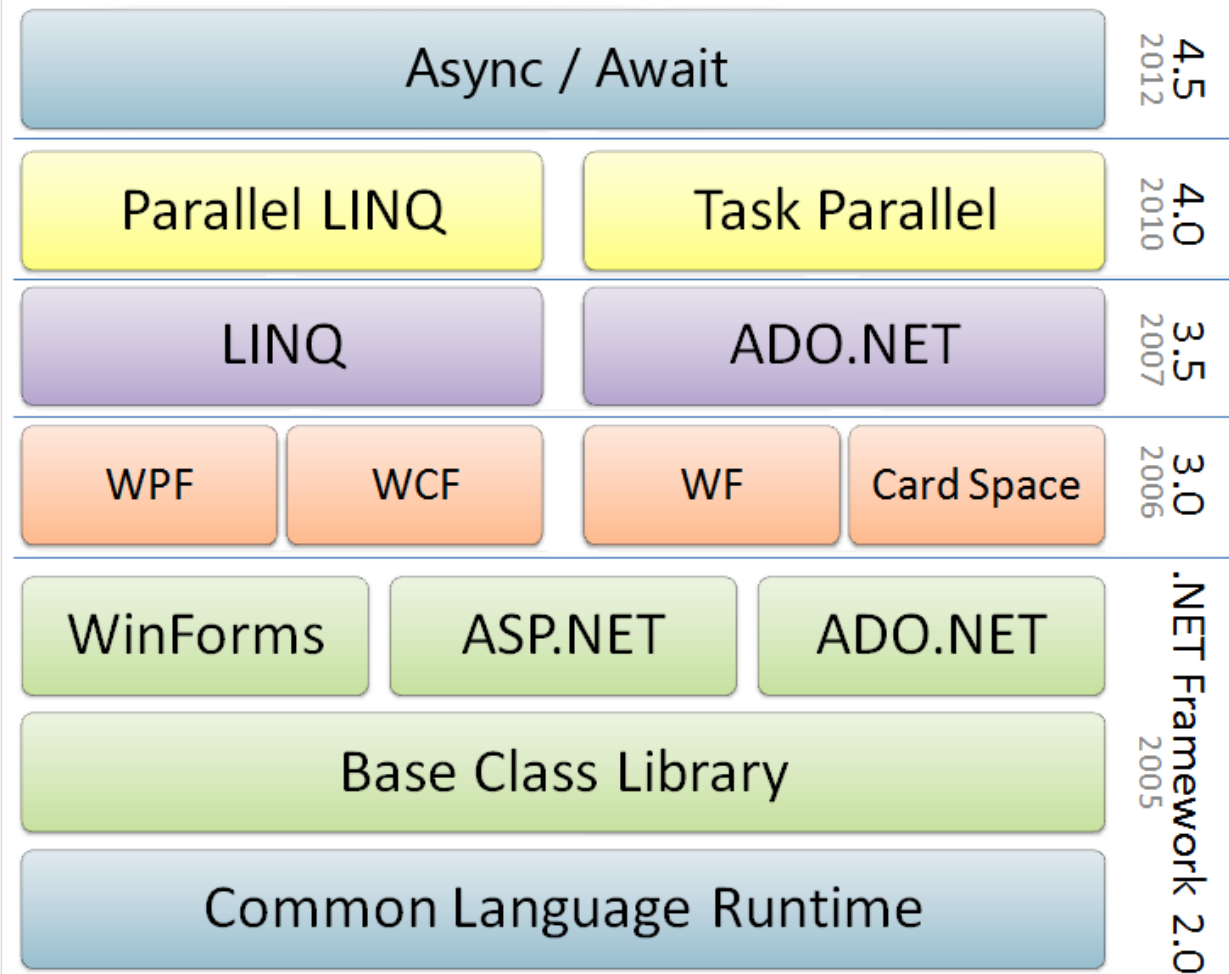 Async / Await
4.5
2012
Parallel LINQ
Task Parallel
4.0
2010
LINQ
ADO.NET
3.5
2007
WPF
WCF
WF
Card Space
3.0
2006
WinForms
ASP.NET
ADO.NET
Base Class Library
Common Language Runtime
.NET Framework 2.0
2005